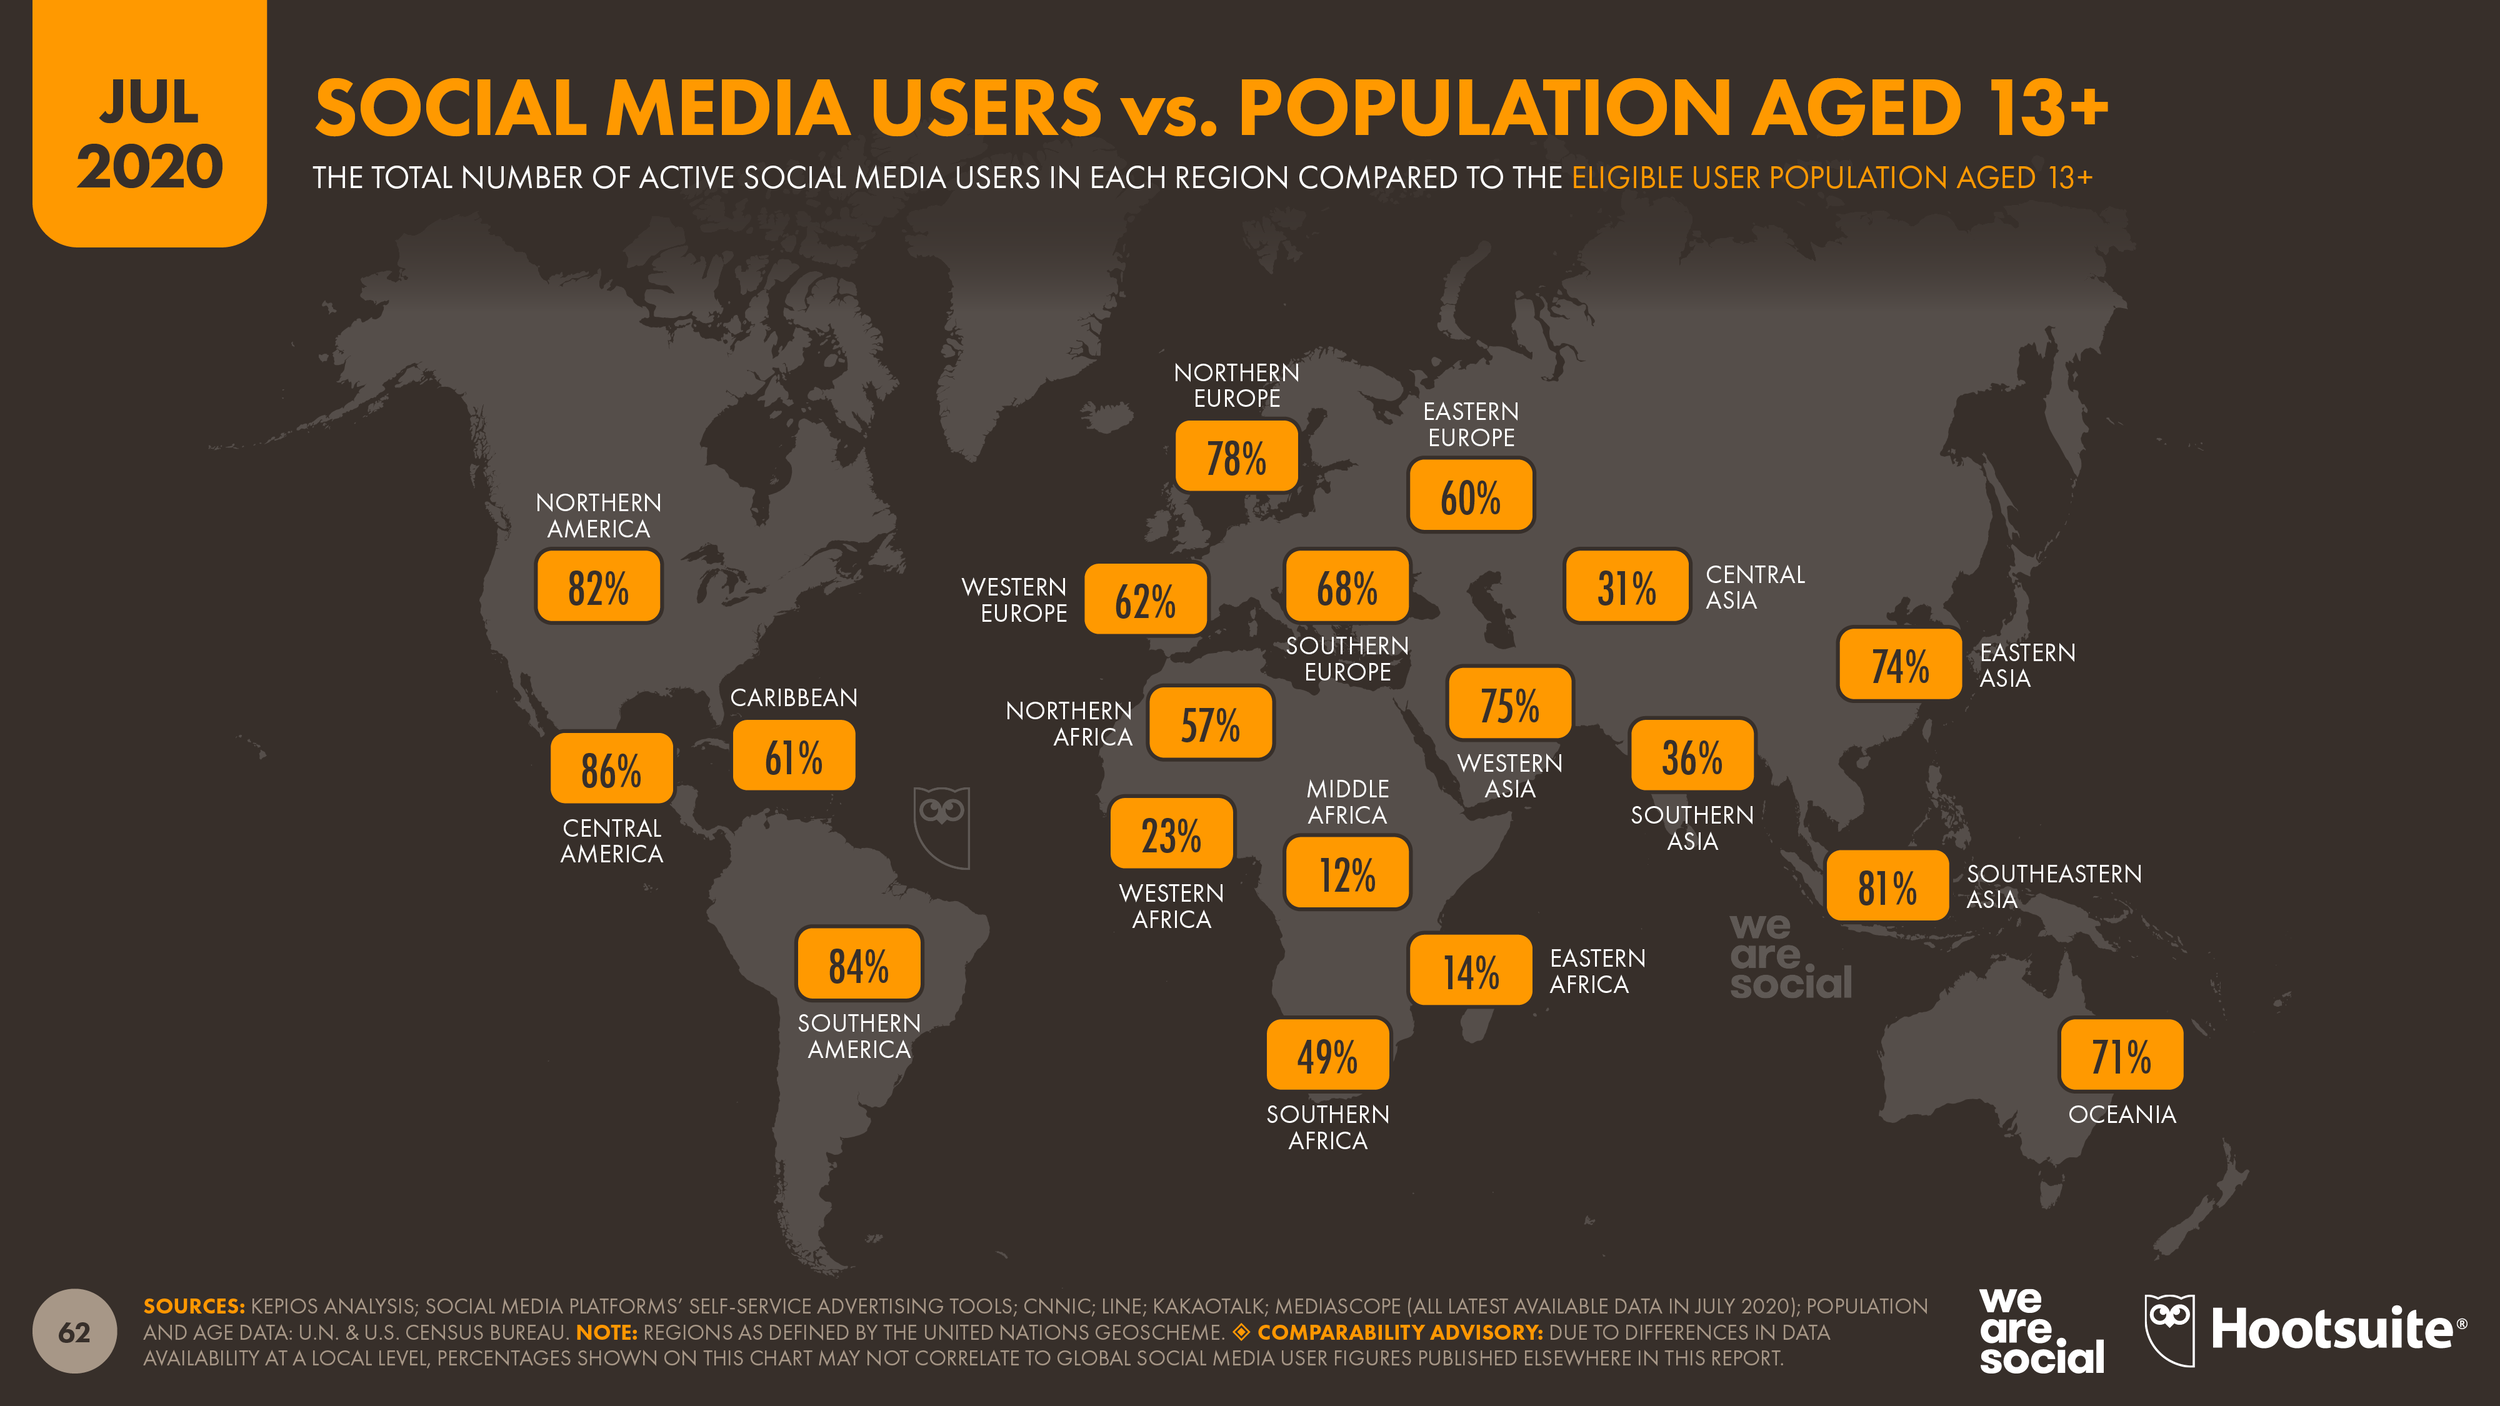 JUL
2020
SOCIAL MEDIA USERS vs. POPULATION AGED 13+
THE TOTAL NUMBER OF ACTIVE SOCIAL MEDIA USERS IN EACH REGION COMPARED TO THE ELIGIBLE USER POPULATION AGED 13+
NORTHERN
EUROPE
78%
EASTERN
EUROPE
60%
NORTHERN
AMERICA
82%
WESTERN
EUROPE
62%
68%
SOUTHERN
EUROPE
31%
CENTRAL
ASIA
74%
EASTERN
ASIA
CARIBBEAN
61%
NORTHERN
AFRICA
57%
75%
WESTERN
ASIA
36%
SOUTHERN
ASIA
86%
CENTRAL
AMERICA
23%
WESTERN
AFRICA
MIDDLE
AFRICA
12%
81%
SOUTHEASTERN
ASIA
we
are
social
84%
SOUTHERN
AMERICA
14%
EASTERN
AFRICA
49%
SOUTHERN
AFRICA
71%
OCEANIA
62
SOURCES: KEPIOS ANALYSIS; SOCIAL MEDIA PLATFORMS’ SELF-SERVICE ADVERTISING TOOLS; CNNIC; LINE; KAKAOTALK; MEDIASCOPE (ALL LATEST AVAILABLE DATA IN JULY 2020); POPULATION
AND AGE DATA: U.N. & U.S. CENSUS BUREAU. NOTE: REGIONS AS DEFINED BY THE UNITED NATIONS GEOSCHEME. COMPARABILITY ADVISORY: DUE TO DIFFERENCES IN DATA
AVAILABILITY AT A LOCAL LEVEL, PERCENTAGES SHOWN ON THIS CHART MAY NOT CORRELATE TO GLOBAL SOCIAL MEDIA USER FIGURES PUBLISHED ELSEWHERE IN THIS REPORT.
we
are
social
Hootsuite®